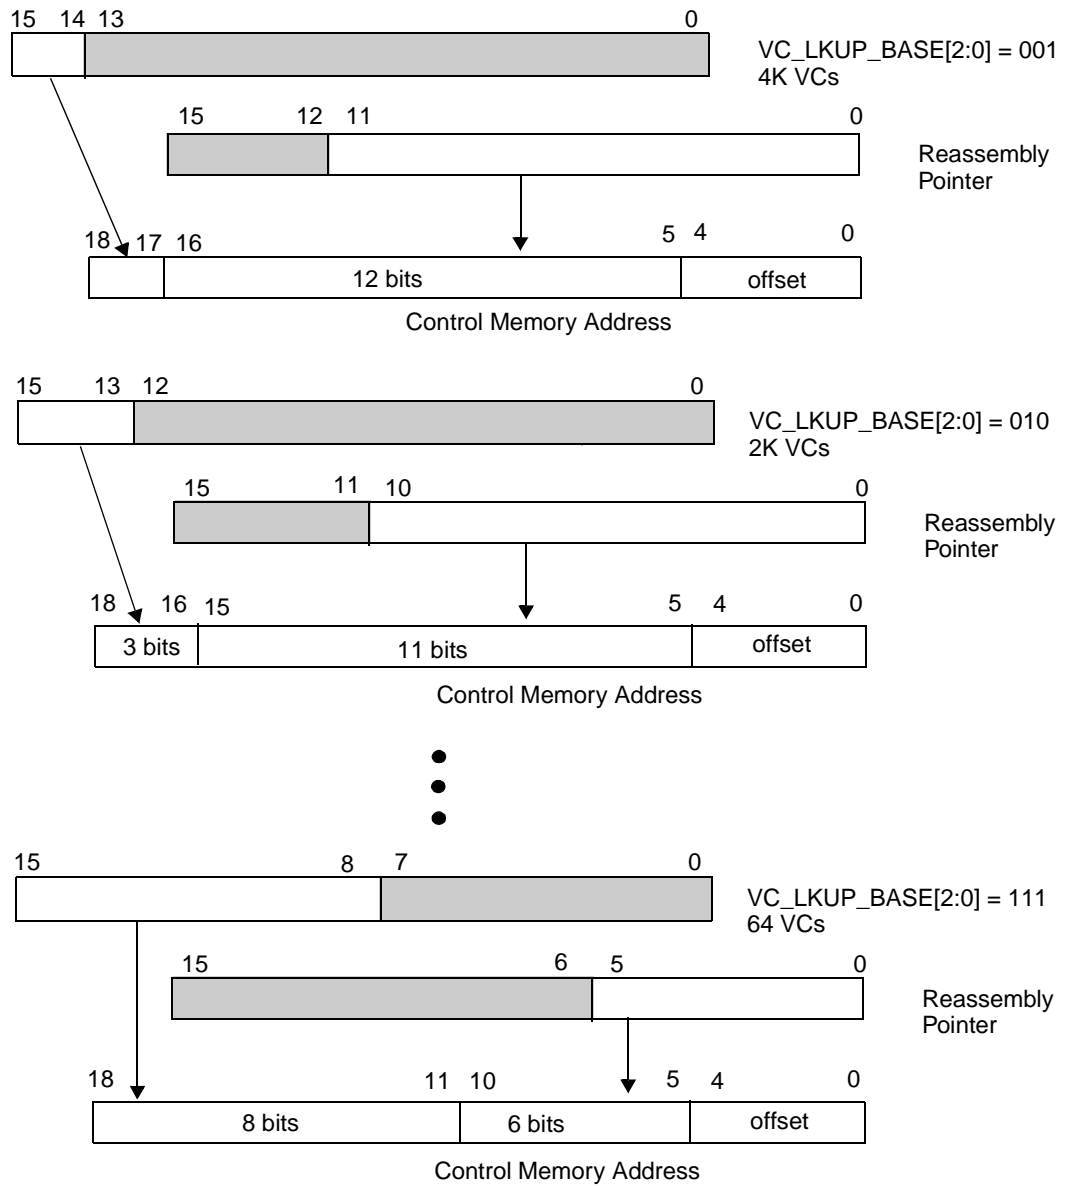 15 14 13 0
VC_LKUP_BASE[2:0] = 001
4K VCs
15 12 11 0
Reassembly
Pointer
18 17 16 5 4 0
12 bits offset
Control Memory Address
15 13 12 0
VC_LKUP_BASE[2:0] = 010
2K VCs
15 11 10 0
Reassembly
Pointer
18 16 15 5 4 0
3 bits 11 bits offset
Control Memory Address
15 8 7 0
VC_LKUP_BASE[2:0] = 111
64 VCs
15 6 5 0
Reassembly
Pointer
18 11 10 5 4 0
8 bits 6 bits offset
Control Memory Address